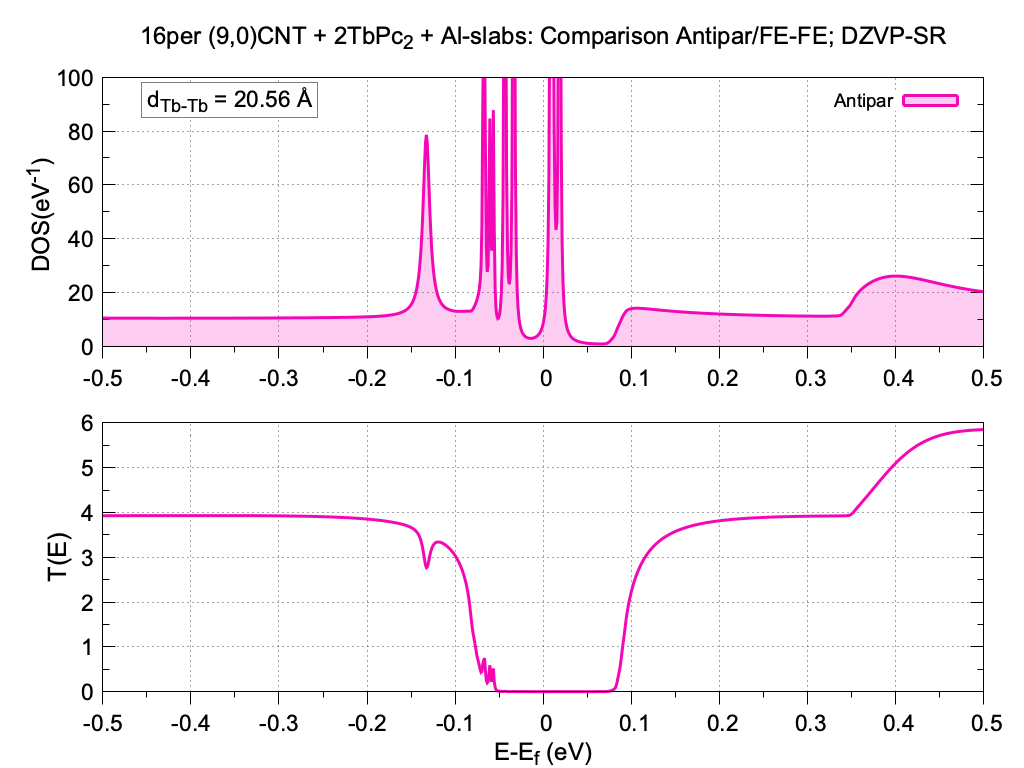 16per (9,0)CNT + 2TbPc2 + Al-slabs: Comparison Antipar/FE-FE; DZVP-SR
100
dTb-Tb = 20.56 Å
Antipar
80
60
40
20
0
DOS(eV-1)
-0.5 -0.4 -0.3 -0.2 -0.1 0 0.1 0.2 0.3 0.4 0.5
6
5
4
3
2
1
0
T(E)
-0.5 -0.4 -0.3 -0.2 -0.1 0 0.1 0.2 0.3 0.4 0.5
E-Ef (eV)